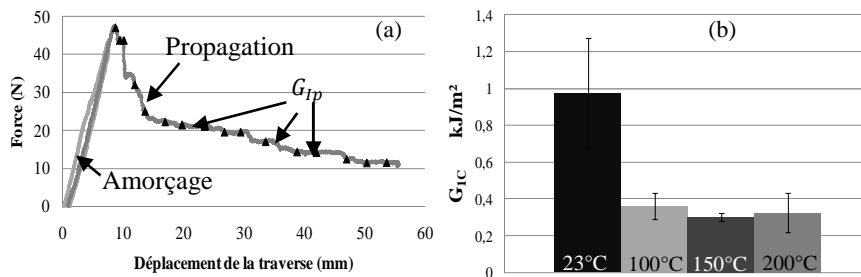 (a)
Propagation
G_Ip
Amorçage
Force (N)
50
40
30
20
10
0
0 10 20 30 40 50 60
Déplacement de la traverse (mm)
(b)
G_1C kJ/m²
1,4
1,2
1
0,8
0,6
0,4
0,2
0
23°C 100°C 150°C 200°C